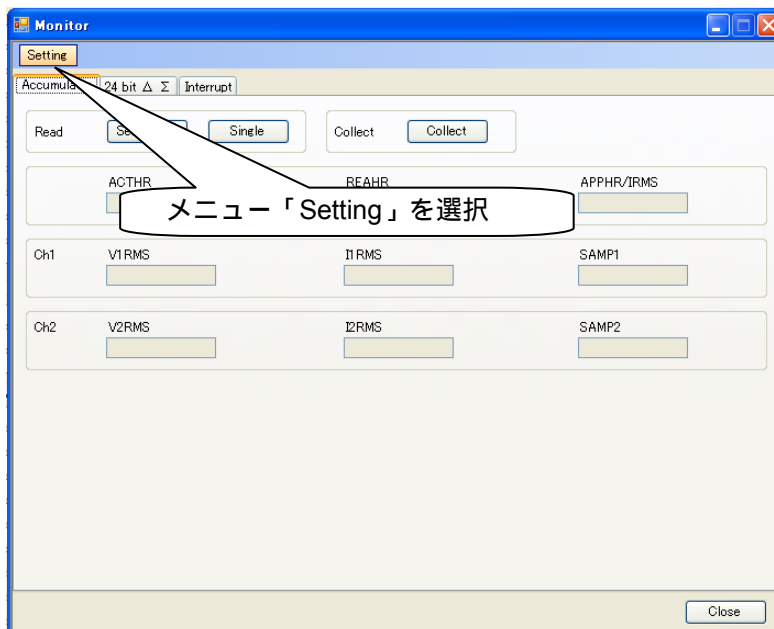 Monitor
Setting
24 bit Δ Σ Interrupt
Read Single Collect Collect
ACTHR REAHR APPHR/IRMS
メニュー「Setting」を選択
Ch1 V1RMS I1RMS SAMP1
Ch2 V2RMS I2RMS SAMP2
Close